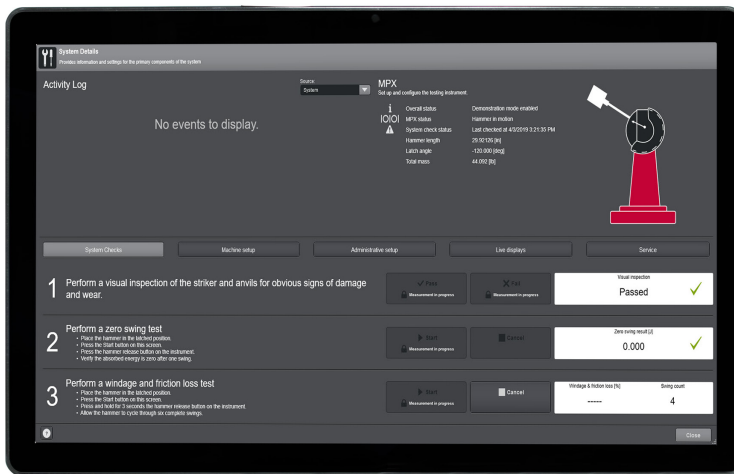 System Details
Provides information and settings for the primary components of the system
Activity Log
Source
System
No events to display.
MPX
Set up and configure the testing instrument
Overall status Demonstration mode enabled
MPX status Hammer in motion
System check status Last checked at 4/3/2019 3:21:35 PM
Hammer length 29.92126 [in]
Latch angle -120.000 [deg]
Total mass 44.092 [lb]
System Checks Machine setup Administrative setup Live displays Service
1 Perform a visual inspection of the striker and anvils for obvious signs of damage
and wear.
Pass Fail
Measurement in progress Measurement in progress
Visual inspection
Passed
2 Perform a zero swing test
• Place the hammer in the latched position.
• Press the Start button on this screen.
• Press the hammer release button on the instrument.
• Verify the absorbed energy is zero after one swing.
Start Cancel
Measurement in progress
Zero swing result [J]
0.000
3 Perform a windage and friction loss test
• Place the hammer in the latched position.
• Press the Start button on this screen.
• Press and hold for 3 seconds the hammer release button on the instrument.
• Allow the hammer to cycle through six complete swings.
Start Cancel
Measurement in progress
Windage & friction loss [%] Swing count
----- 4
? Close